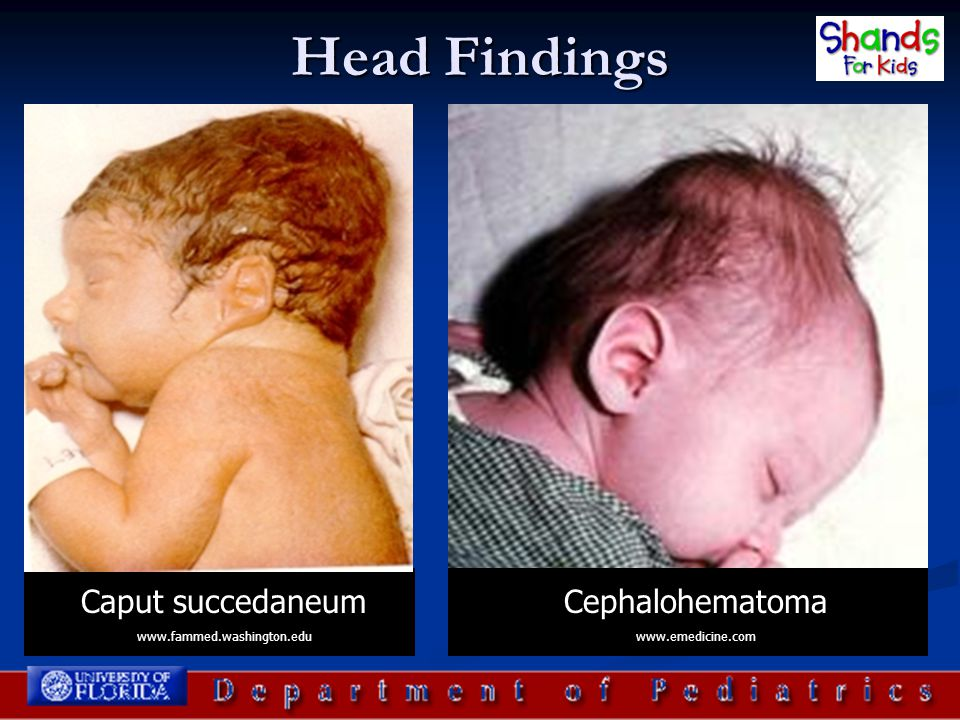 Head Findings
Shands
For Kids
Caput succedaneum
www.fammed.washington.edu
Cephalohematoma
www.emedicine.com
UNIVERSITY OF
FLORIDA
Department of Pediatrics